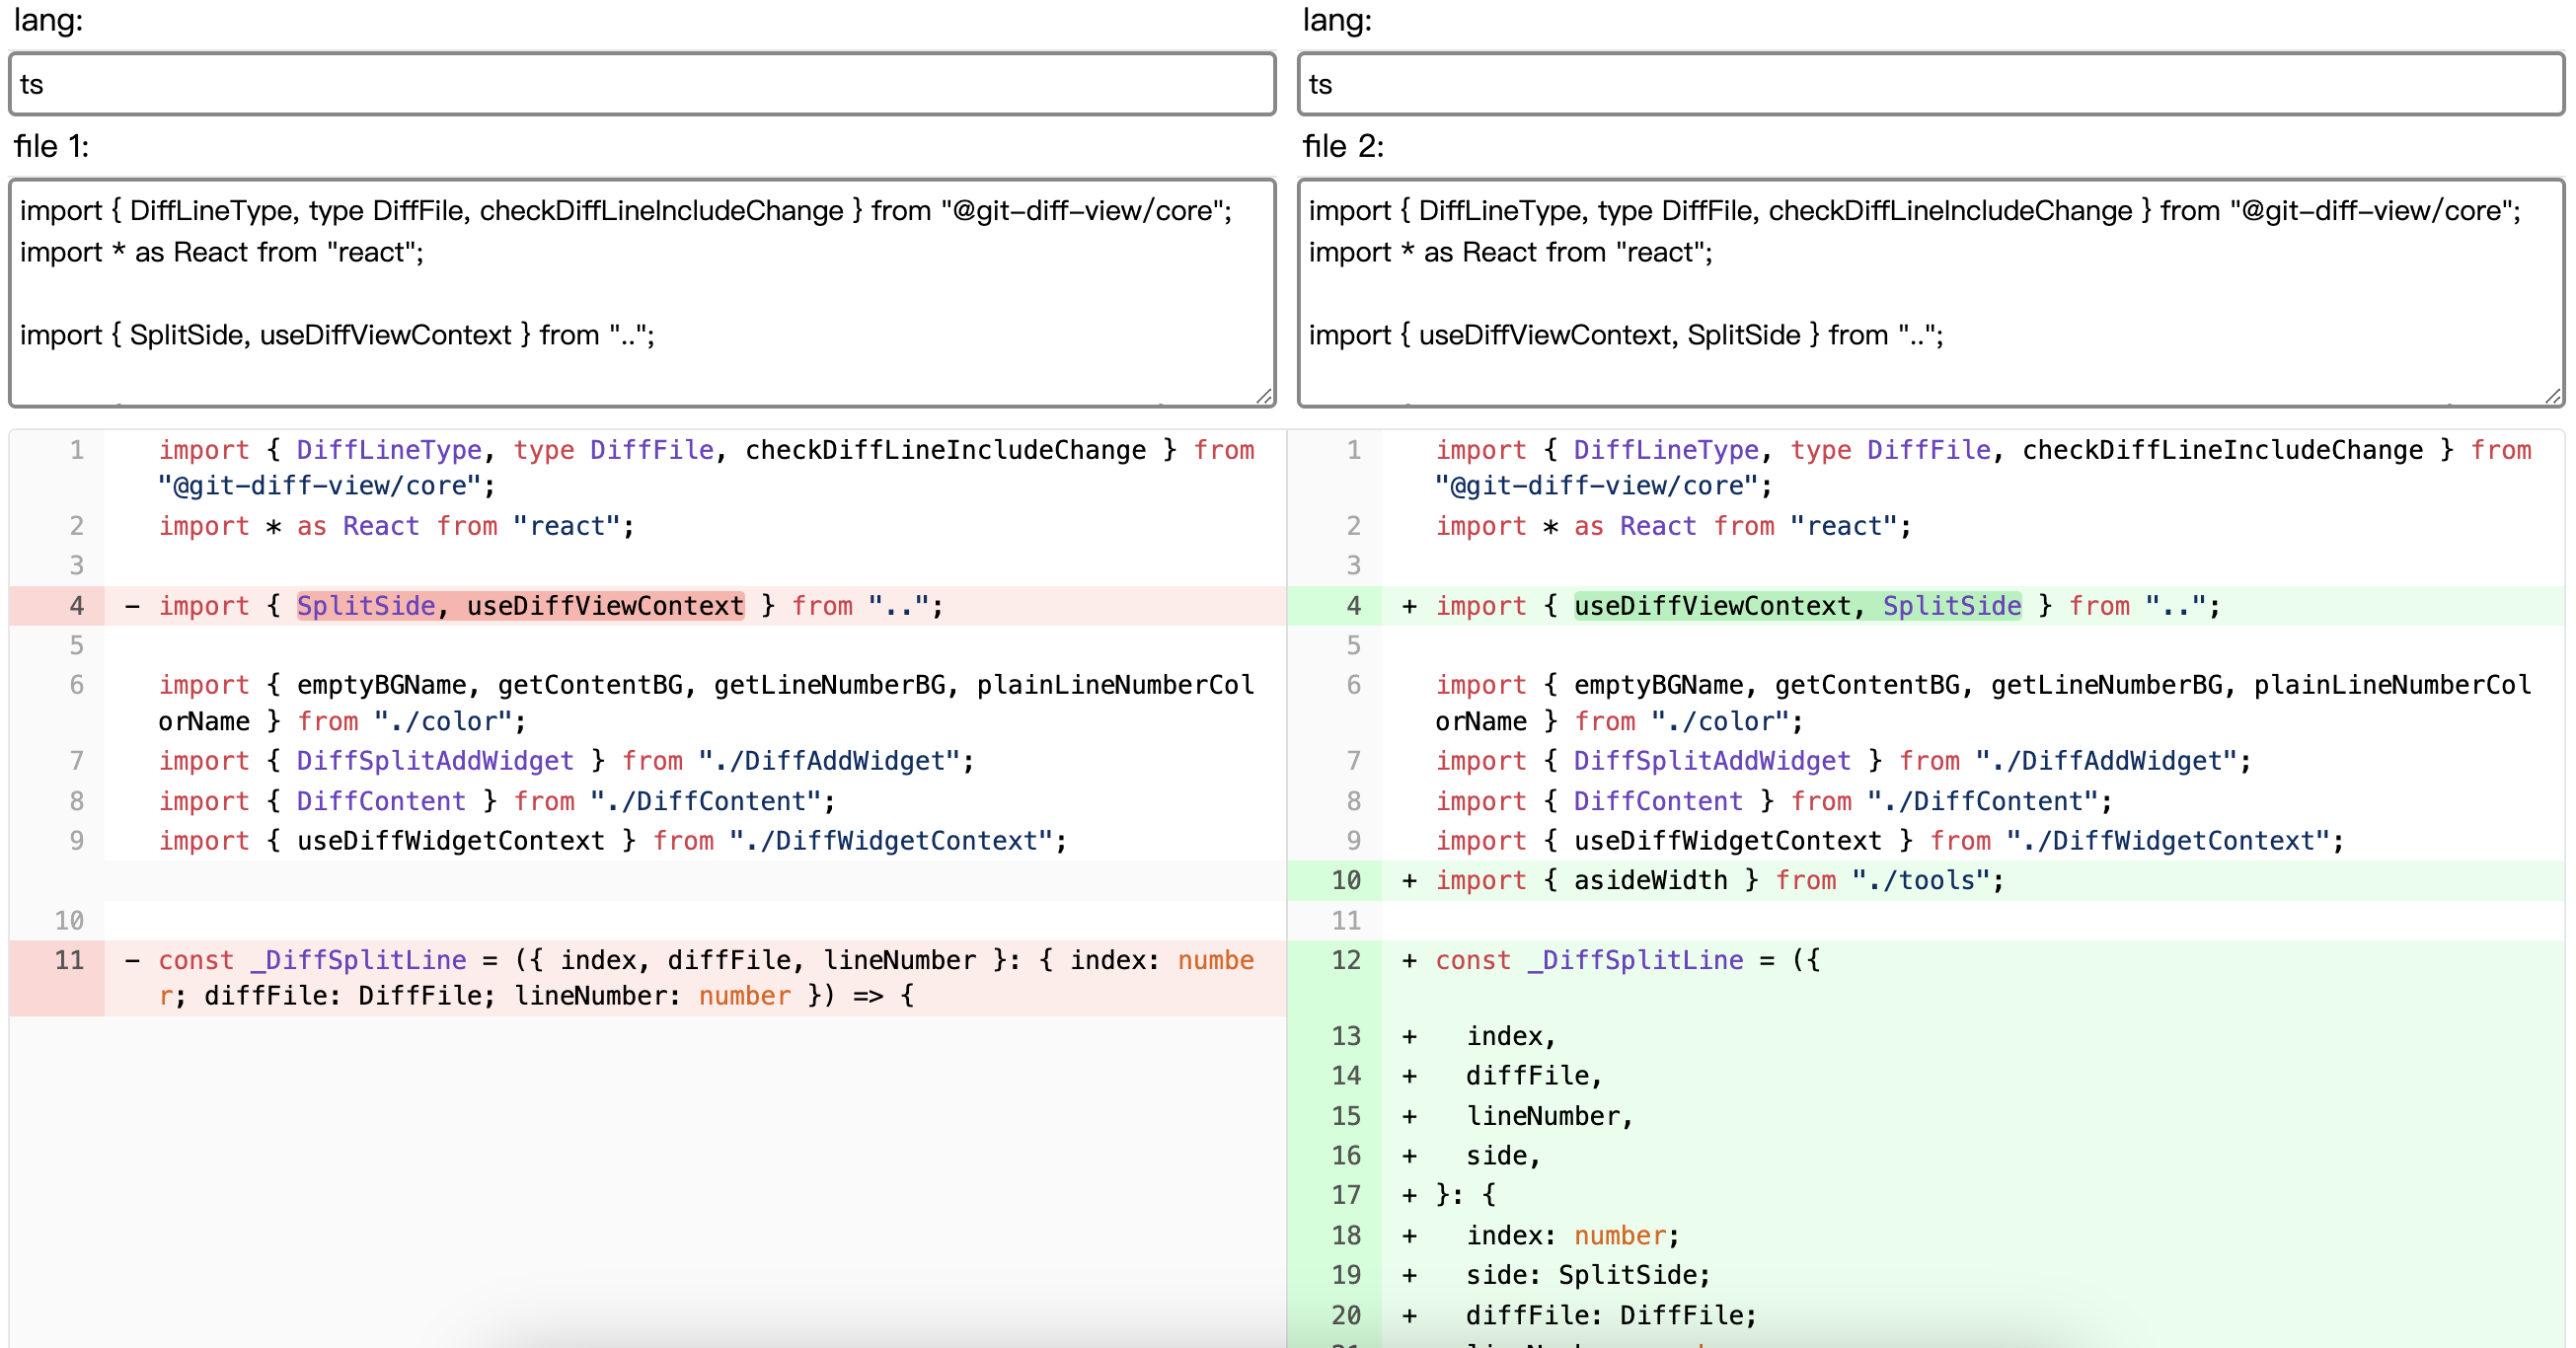 lang:
ts
file 1:
import { DiffLineType, type DiffFile, checkDiffLineIncludeChange } from "@git-diff-view/core";
import * as React from "react";
import { SplitSide, useDiffViewContext } from "..";
lang:
ts
file 2:
import { DiffLineType, type DiffFile, checkDiffLineIncludeChange } from "@git-diff-view/core";
import * as React from "react";
import { useDiffViewContext, SplitSide } from "..";
1 import { DiffLineType, type DiffFile, checkDiffLineIncludeChange } from
"@git-diff-view/core";
2 import * as React from "react";
3
4 - import { SplitSide, useDiffViewContext } from "..";
5
6 import { emptyBGName, getContentBG, getLineNumberBG, plainLineNumberCol
orName } from "./color";
7 import { DiffSplitAddWidget } from "./DiffAddWidget";
8 import { DiffContent } from "./DiffContent";
9 import { useDiffWidgetContext } from "./DiffWidgetContext";
10
11 - const _DiffSplitLine = ({ index, diffFile, lineNumber }: { index: numbe
r; diffFile: DiffFile; lineNumber: number }) => {
1 import { DiffLineType, type DiffFile, checkDiffLineIncludeChange } from
"@git-diff-view/core";
2 import * as React from "react";
3
4 + import { useDiffViewContext, SplitSide } from "..";
5
6 import { emptyBGName, getContentBG, getLineNumberBG, plainLineNumberCol
orName } from "./color";
7 import { DiffSplitAddWidget } from "./DiffAddWidget";
8 import { DiffContent } from "./DiffContent";
9 import { useDiffWidgetContext } from "./DiffWidgetContext";
10 + import { asideWidth } from "./tools";
11
12 + const _DiffSplitLine = ({
13 + index,
14 + diffFile,
15 + lineNumber,
16 + side,
17 + }: {
18 + index: number;
19 + side: SplitSide;
20 + diffFile: DiffFile;